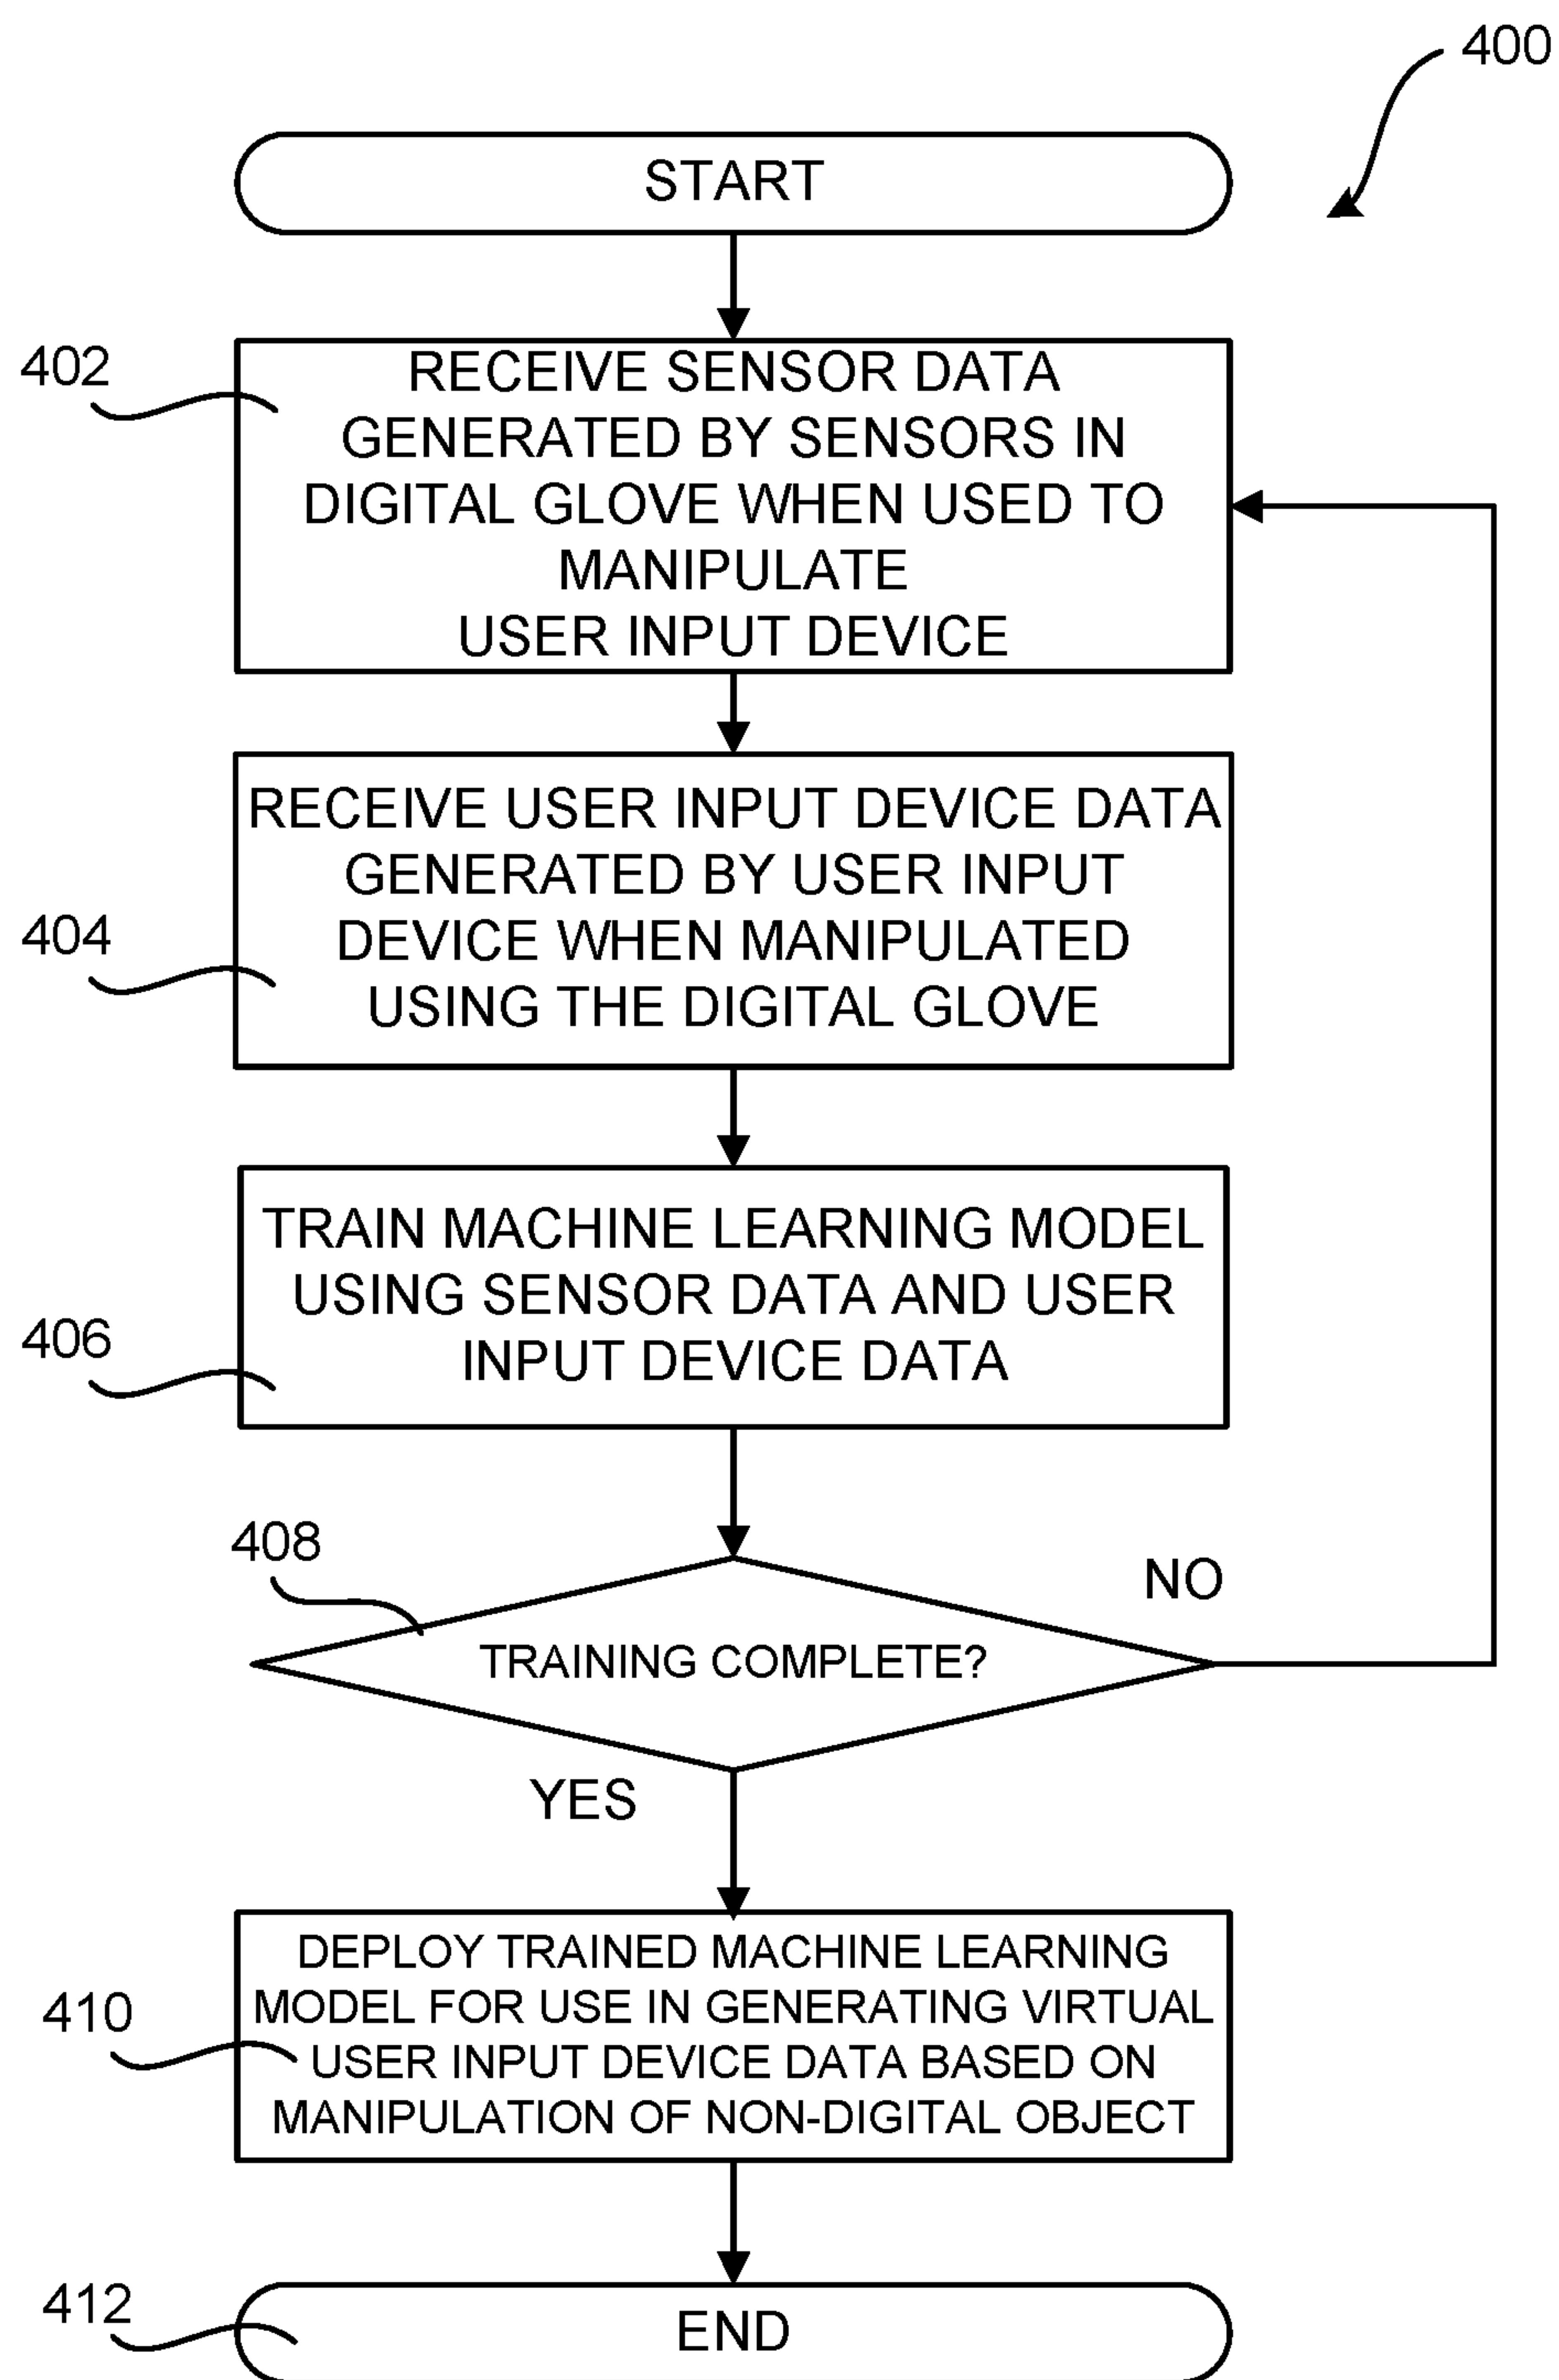 400
START
402
RECEIVE SENSOR DATA
GENERATED BY SENSORS IN
DIGITAL GLOVE WHEN USED TO
MANIPULATE
USER INPUT DEVICE
404
RECEIVE USER INPUT DEVICE DATA
GENERATED BY USER INPUT
DEVICE WHEN MANIPULATED
USING THE DIGITAL GLOVE
406
TRAIN MACHINE LEARNING MODEL
USING SENSOR DATA AND USER
INPUT DEVICE DATA
408
NO
TRAINING COMPLETE?
YES
410
DEPLOY TRAINED MACHINE LEARNING
MODEL FOR USE IN GENERATING VIRTUAL
USER INPUT DEVICE DATA BASED ON
MANIPULATION OF NON-DIGITAL OBJECT
412
END